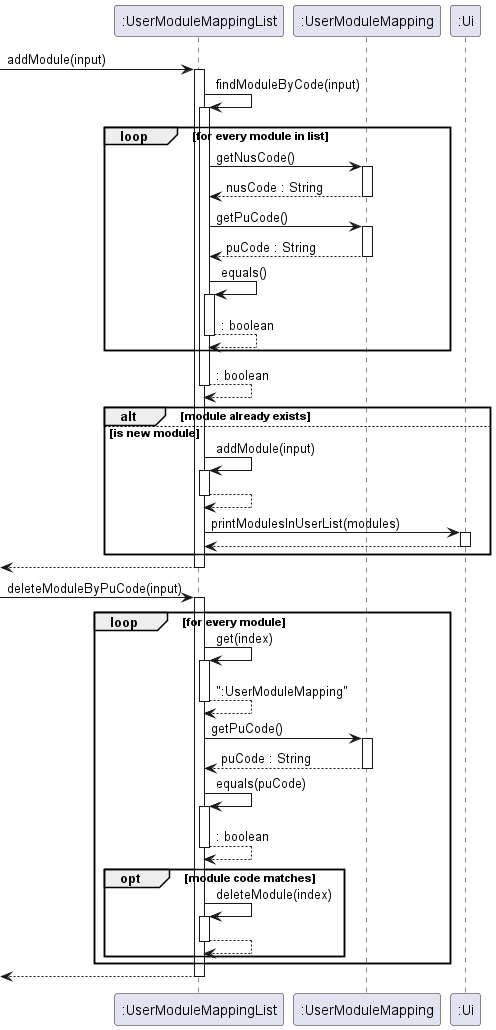 :UserModuleMappingList :UserModuleMapping :Ui
addModule(input)
findModuleByCode(input)
loop [for every module in list]
getNusCode()
nusCode : String
getPuCode()
puCode : String
equals()
: boolean
: boolean
alt [module already exists]
[is new module]
addModule(input)
printModulesInUserList(modules)
deleteModuleByPuCode(input)
loop [for every module]
get(index)
":UserModuleMapping"
getPuCode()
puCode : String
equals(puCode)
: boolean
opt [module code matches]
deleteModule(index)
:UserModuleMappingList :UserModuleMapping :Ui